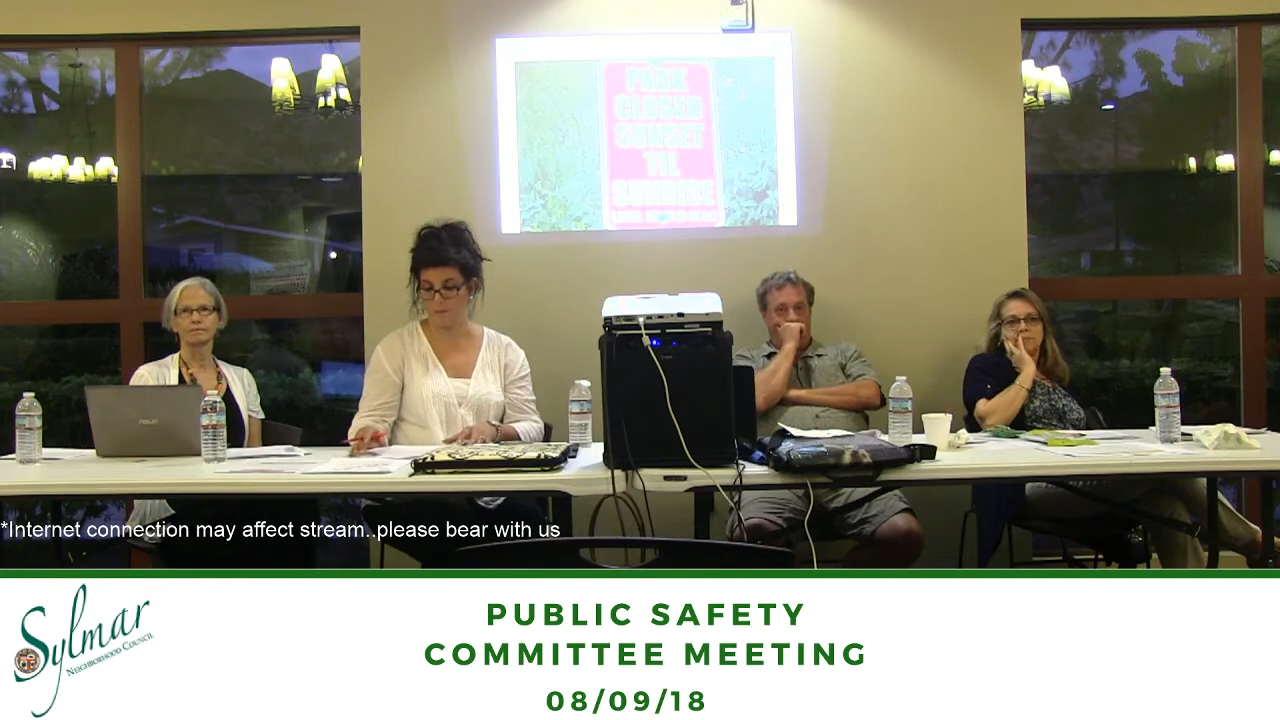 PARK
CLOSED
SUNSET
TIL
SUNRISE
ASUS
*Internet connection may affect stream..please bear with us
Sylmar
NEIGHBORHOOD COUNCIL
PUBLIC SAFETY
COMMITTEE MEETING
08/09/18